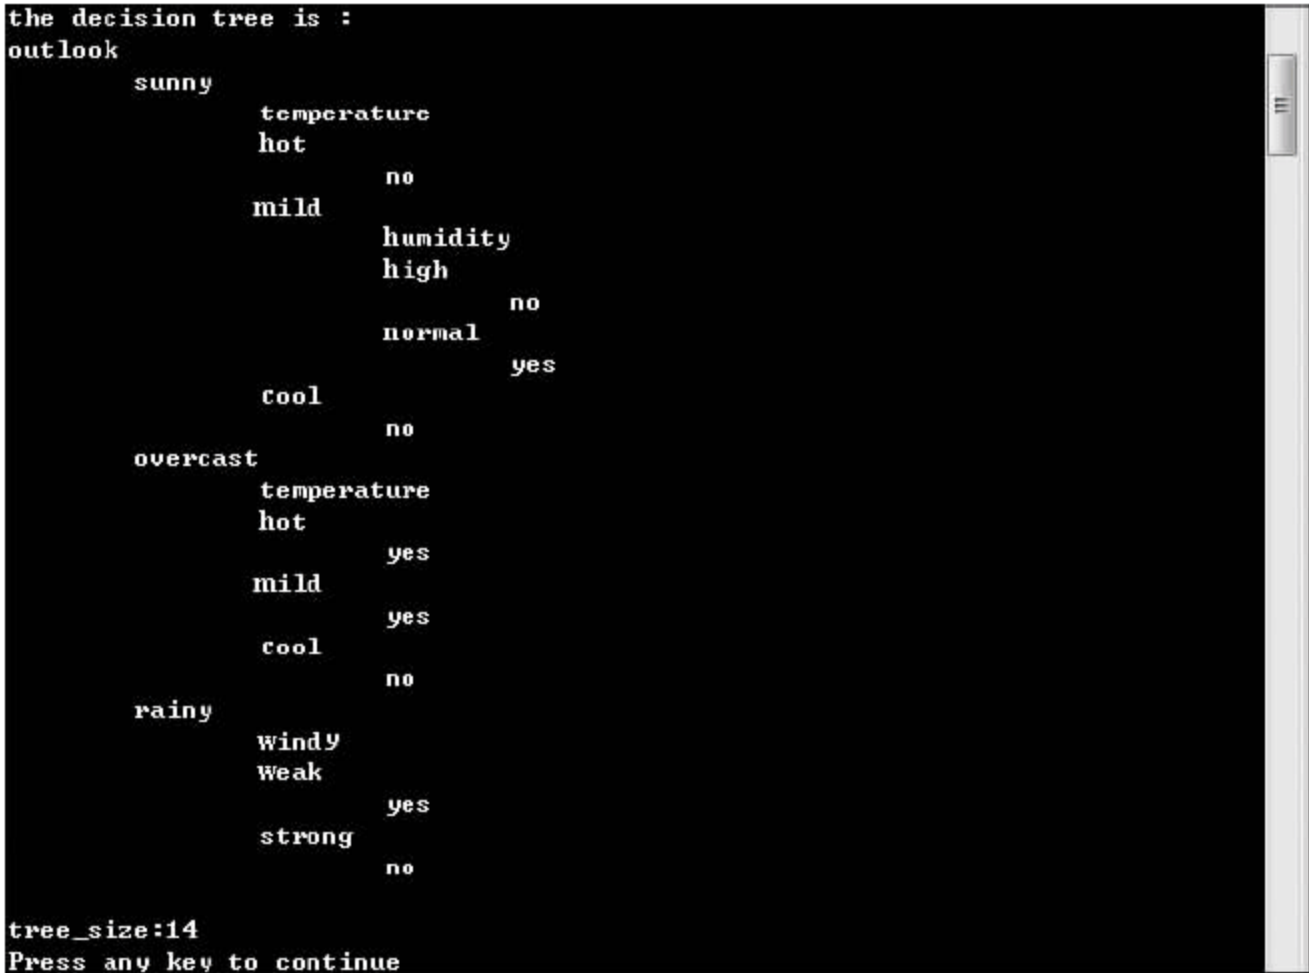 the decision tree is :
outlook
sunny
temperature
hot
no
mild
humidity
high
no
normal
yes
cool
no
overcast
temperature
hot
yes
mild
yes
cool
no
rainy
windy
weak
yes
strong
no
tree_size:14
Press any key to continue